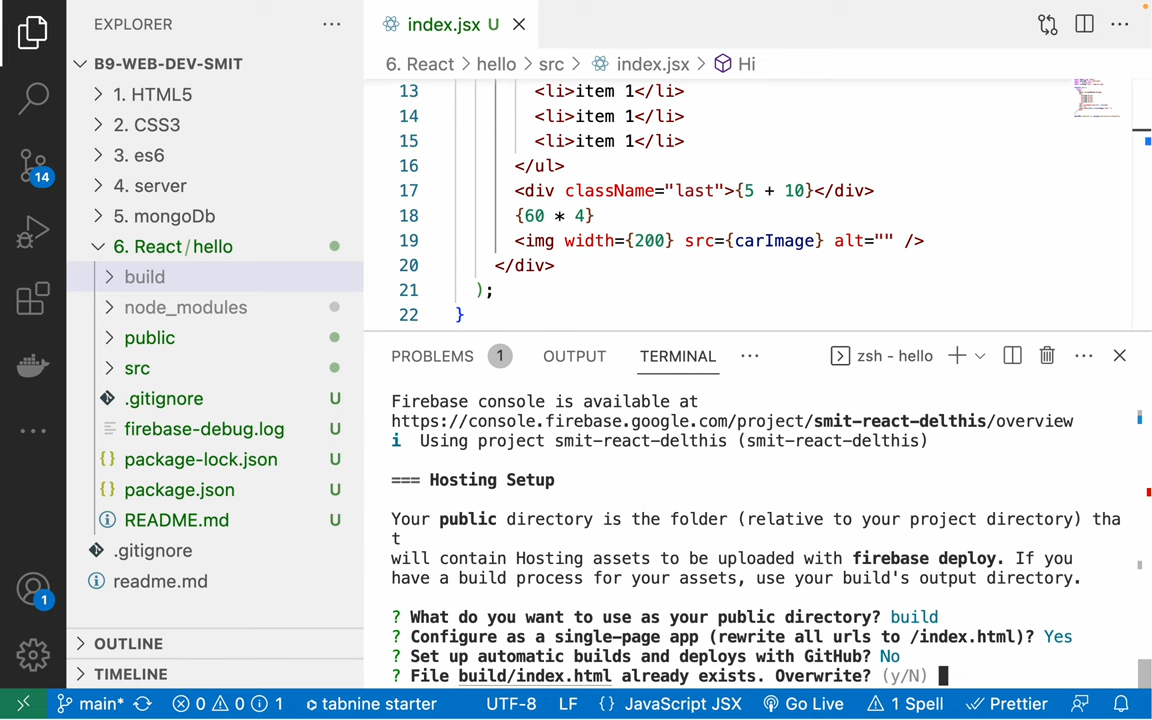 EXPLORER
B9-WEB-DEV-SMIT
1. HTML5
2. CSS3
3. es6
4. server
5. mongoDb
6. React/hello
build
node_modules
public
src
.gitignore U
firebase-debug.log U
package-lock.json U
package.json U
README.md U
.gitignore
readme.md
OUTLINE
TIMELINE
14
1
index.jsx U
6. React > hello > src > index.jsx > Hi
13 <li>item 1</li>
14 <li>item 1</li>
15 <li>item 1</li>
16 </ul>
17 <div className="last">{5 + 10}</div>
18 {60 * 4}
19 <img width={200} src={carImage} alt="" />
20 </div>
21 );
22 }
PROBLEMS 1 OUTPUT TERMINAL zsh - hello
Firebase console is available at
https://console.firebase.google.com/project/smit-react-delthis/overview
i Using project smit-react-delthis (smit-react-delthis)
=== Hosting Setup
Your public directory is the folder (relative to your project directory) tha
t
will contain Hosting assets to be uploaded with firebase deploy. If you
have a build process for your assets, use your build's output directory.
? What do you want to use as your public directory? build
? Configure as a single-page app (rewrite all urls to /index.html)? Yes
? Set up automatic builds and deploys with GitHub? No
? File build/index.html already exists. Overwrite? (y/N)
main* 0 0 1 tabnine starter UTF-8 LF {} JavaScript JSX Go Live 1 Spell Prettier